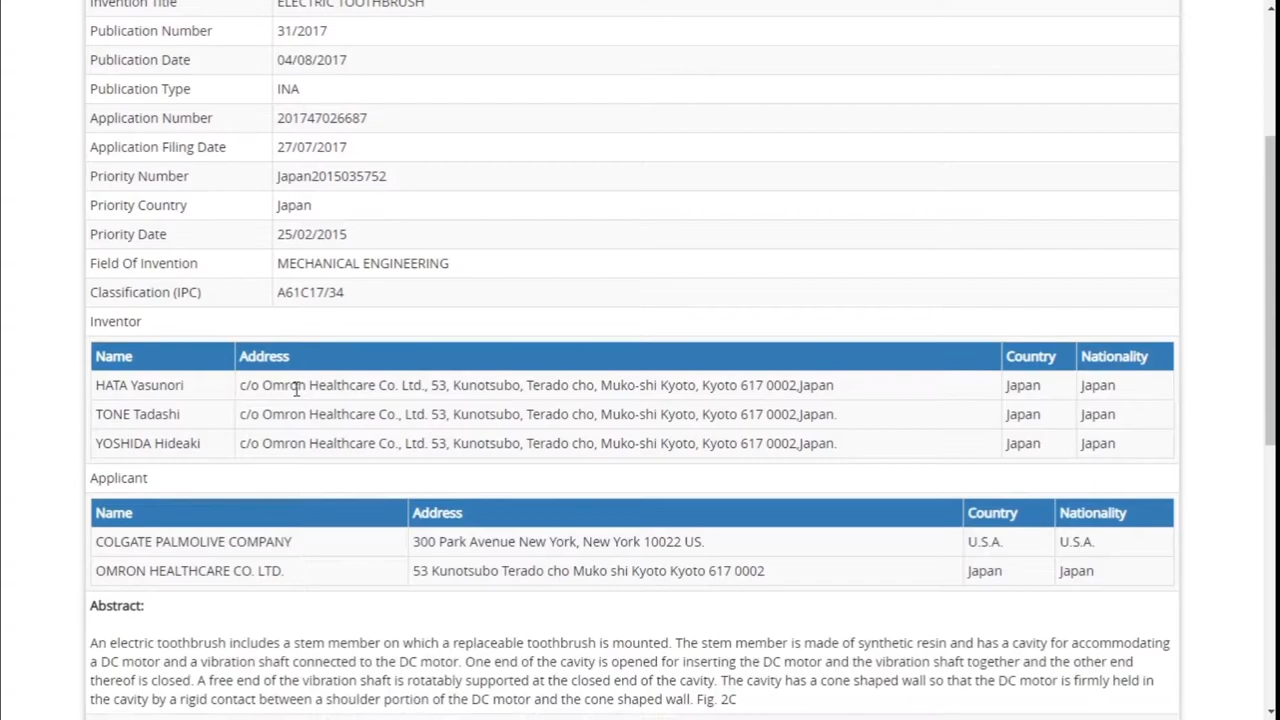 Invention Title ELECTRIC TOOTHBRUSH
Publication Number 31/2017
Publication Date 04/08/2017
Publication Type INA
Application Number 201747026687
Application Filing Date 27/07/2017
Priority Number Japan2015035752
Priority Country Japan
Priority Date 25/02/2015
Field Of Invention MECHANICAL ENGINEERING
Classification (IPC) A61C17/34
Inventor
Name Address Country Nationality
HATA Yasunori c/o Omron Healthcare Co. Ltd., 53, Kunotsubo, Terado cho, Muko-shi Kyoto, Kyoto 617 0002,Japan Japan Japan
TONE Tadashi c/o Omron Healthcare Co., Ltd. 53, Kunotsubo, Terado cho, Muko-shi Kyoto, Kyoto 617 0002,Japan. Japan Japan
YOSHIDA Hideaki c/o Omron Healthcare Co., Ltd. 53, Kunotsubo, Terado cho, Muko-shi Kyoto, Kyoto 617 0002,Japan. Japan Japan
Applicant
Name Address Country Nationality
COLGATE PALMOLIVE COMPANY 300 Park Avenue New York, New York 10022 US. U.S.A. U.S.A.
OMRON HEALTHCARE CO. LTD. 53 Kunotsubo Terado cho Muko shi Kyoto Kyoto 617 0002 Japan Japan
Abstract:
An electric toothbrush includes a stem member on which a replaceable toothbrush is mounted. The stem member is made of synthetic resin and has a cavity for accommodating
a DC motor and a vibration shaft connected to the DC motor. One end of the cavity is opened for inserting the DC motor and the vibration shaft together and the other end
thereof is closed. A free end of the vibration shaft is rotatably supported at the closed end of the cavity. The cavity has a cone shaped wall so that the DC motor is firmly held in
the cavity by a rigid contact between a shoulder portion of the DC motor and the cone shaped wall. Fig. 2C